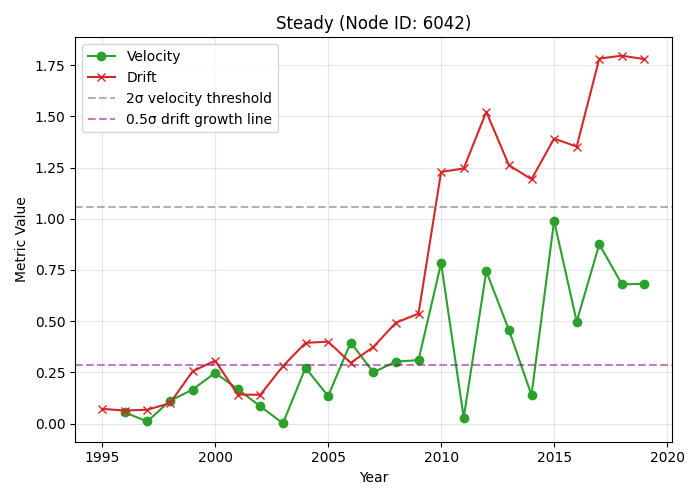 Steady (Node ID: 6042)
Velocity
Drift
2σ velocity threshold
0.5σ drift growth line
Metric Value
1.75
1.50
1.25
1.00
0.75
0.50
0.25
0.00
1995 2000 2005 2010 2015 2020
Year